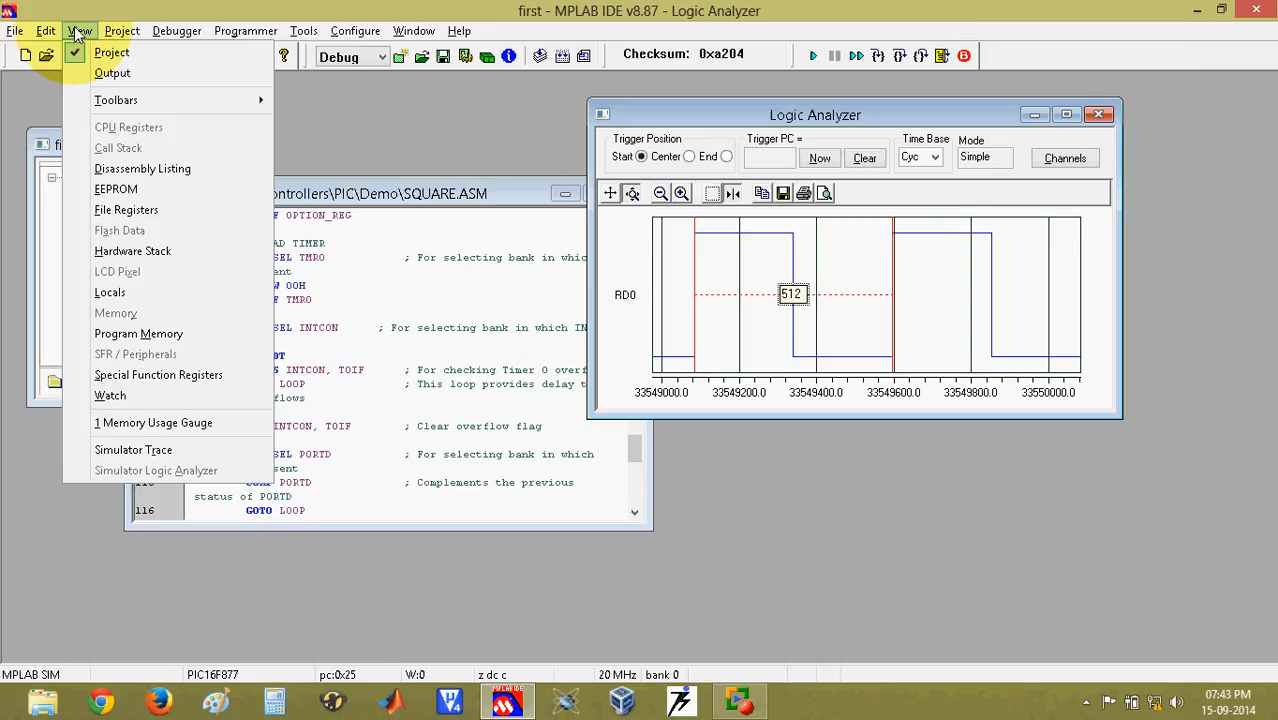 first - MPLAB IDE v8.87 - Logic Analyzer
File Edit View Project Debugger Programmer Tools Configure Window Help
Debug
Checksum: 0xa204
Project
Output
Toolbars
CPU Registers
Call Stack
Disassembly Listing
EEPROM
File Registers
Flash Data
Hardware Stack
LCD Pixel
Locals
Memory
Program Memory
SFR / Peripherals
Special Function Registers
Watch
1 Memory Usage Gauge
Simulator Trace
Simulator Logic Analyzer
ontrollers\PIC\Demo\SQUARE.ASM
F OPTION_REG
AD TIMER
SEL TMR0 ; For selecting bank in whic
ent
W 00H
F TMR0
SEL INTCON ; For selecting bank in which IN
OT
S INTCON, TOIF ; For checking Timer 0 overf
LOOP ; This loop provides delay t
flows
INTCON, TOIF ; Clear overflow flag
SEL PORTD ; For selecting bank in which
sent
PORTD ; Complements the previous
status of PORTD
116 GOTO LOOP
Logic Analyzer
Trigger Position
Start Center End
Trigger PC =
Now Clear
Time Base
Cyc
Mode
Simple
Channels
RD0
512
33549000.0 33549200.0 33549400.0 33549600.0 33549800.0 33550000.0
MPLAB SIM PIC16F877 pc:0x25 W:0 z dc c 20 MHz bank 0
07:43 PM
15-09-2014